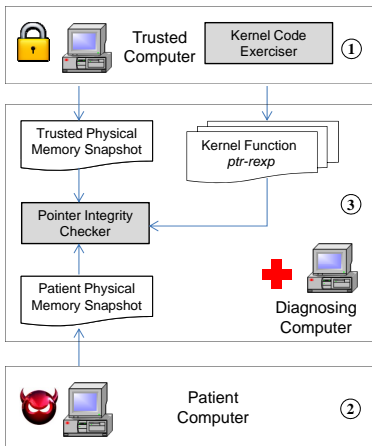 Trusted
Computer
Kernel Code
Exerciser
1
Trusted Physical
Memory Snapshot
Kernel Function
ptr-rexp
3
Pointer Integrity
Checker
Patient Physical
Memory Snapshot
Diagnosing
Computer
Patient
Computer
2